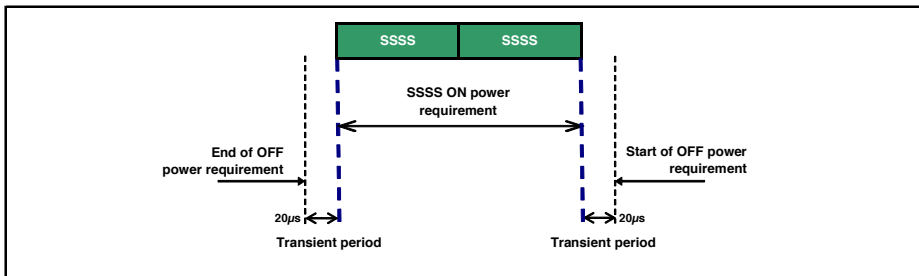 SSSS SSSS
SSSS ON power
requirement
End of OFF
power requirement
Start of OFF power
requirement
20µs
20µs
Transient period
Transient period